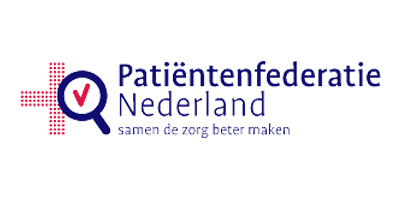 Patiëntenfederatie
Nederland
samen de zorg beter maken